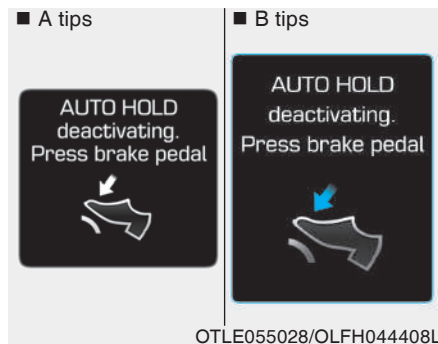 ■ A tips
AUTO HOLD
deactivating.
Press brake pedal
■ B tips
AUTO HOLD
deactivating.
Press brake pedal
OTLE055028/OLFH044408L